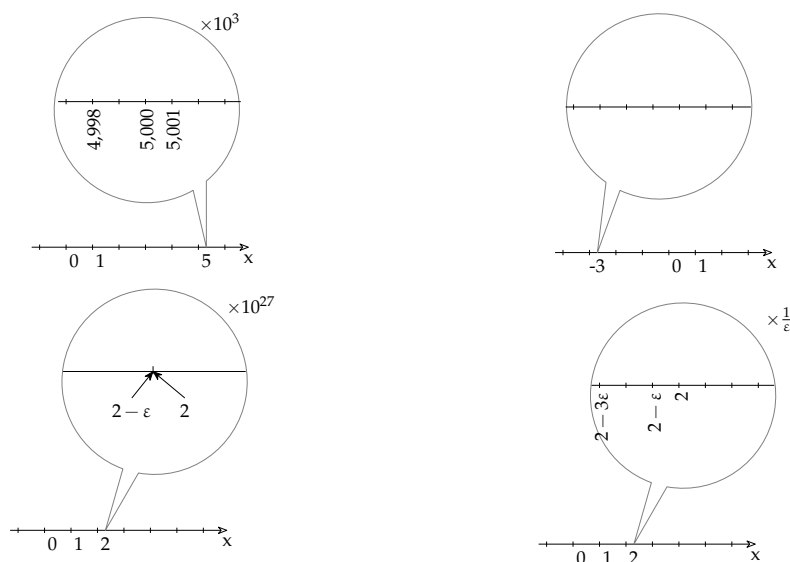 ×10³
4,998
5,000
5,001
0 1 5 x
-3 0 1 x
×10²⁷
2 − ε 2
0 1 2 x
× 1/ε
2 − 3ε
2 − ε
2
0 1 2 x